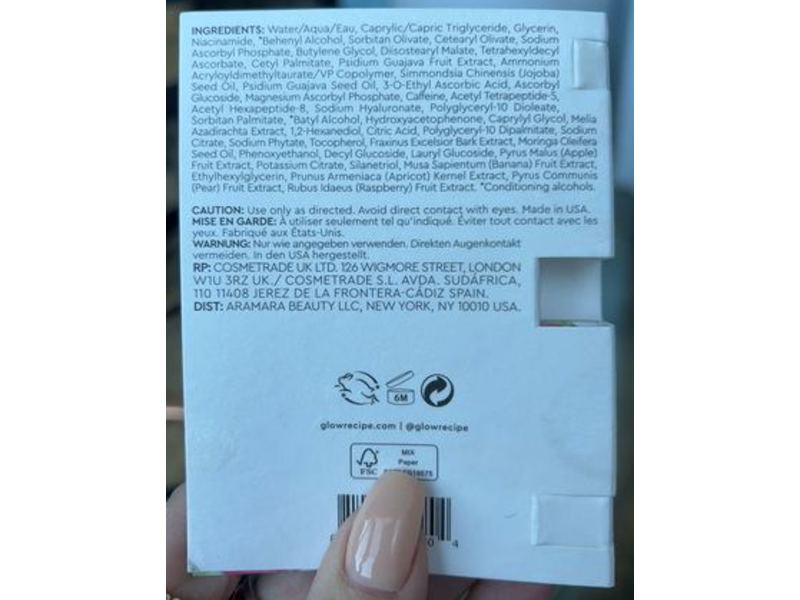 INGREDIENTS: Water/Aqua/Eau, Caprylic/Capric Triglyceride, Glycerin,
Niacinamide, *Behenyl Alcohol, Sorbitan Olivate, Cetearyl Olivate, Sodium
Ascorbyl Phosphate, Butylene Glycol, Diisostearyl Malate, Tetrahexyldecyl
Ascorbate, Cetyl Palmitate, Psidium Guajava Fruit Extract, Ammonium
Acryloyldimethyltaurate/VP Copolymer, Simmondsia Chinensis (Jojoba)
Seed Oil, Psidium Guajava Seed Oil, 3-O-Ethyl Ascorbic Acid, Ascorbyl
Glucoside, Magnesium Ascorbyl Phosphate, Caffeine, Acetyl Tetrapeptide-5,
Acetyl Hexapeptide-8, Sodium Hyaluronate, Polyglyceryl-10 Dioleate,
Sorbitan Palmitate, *Batyl Alcohol, Hydroxyacetophenone, Caprylyl Glycol, Melia
Azadirachta Extract, 1,2-Hexanediol, Citric Acid, Polyglyceryl-10 Dipalmitate, Sodium
Citrate, Sodium Phytate, Tocopherol, Fraxinus Excelsior Bark Extract, Moringa Oleifera
Seed Oil, Phenoxyethanol, Decyl Glucoside, Lauryl Glucoside, Pyrus Malus (Apple)
Fruit Extract, Potassium Citrate, Silanetriol, Musa Sapientum (Banana) Fruit Extract,
Ethylhexylglycerin, Prunus Armeniaca (Apricot) Kernel Extract, Pyrus Communis
(Pear) Fruit Extract, Rubus Idaeus (Raspberry) Fruit Extract. *Conditioning alcohols.
CAUTION: Use only as directed. Avoid direct contact with eyes. Made in USA.
MISE EN GARDE: À utiliser seulement tel qu'indiqué. Éviter tout contact avec les
yeux. Fabriqué aux États-Unis.
WARNUNG: Nur wie angegeben verwenden. Direkten Augenkontakt
vermeiden. In den USA hergestellt.
RP: COSMETRADE UK LTD. 126 WIGMORE STREET, LONDON
W1U 3RZ UK./ COSMETRADE S.L. AVDA. SUDÁFRICA,
110 11408 JEREZ DE LA FRONTERA-CÁDIZ SPAIN.
DIST: ARAMARA BEAUTY LLC, NEW YORK, NY 10010 USA.
6M
glowrecipe.com | @glowrecipe
MIX
Paper
FSC
0 4